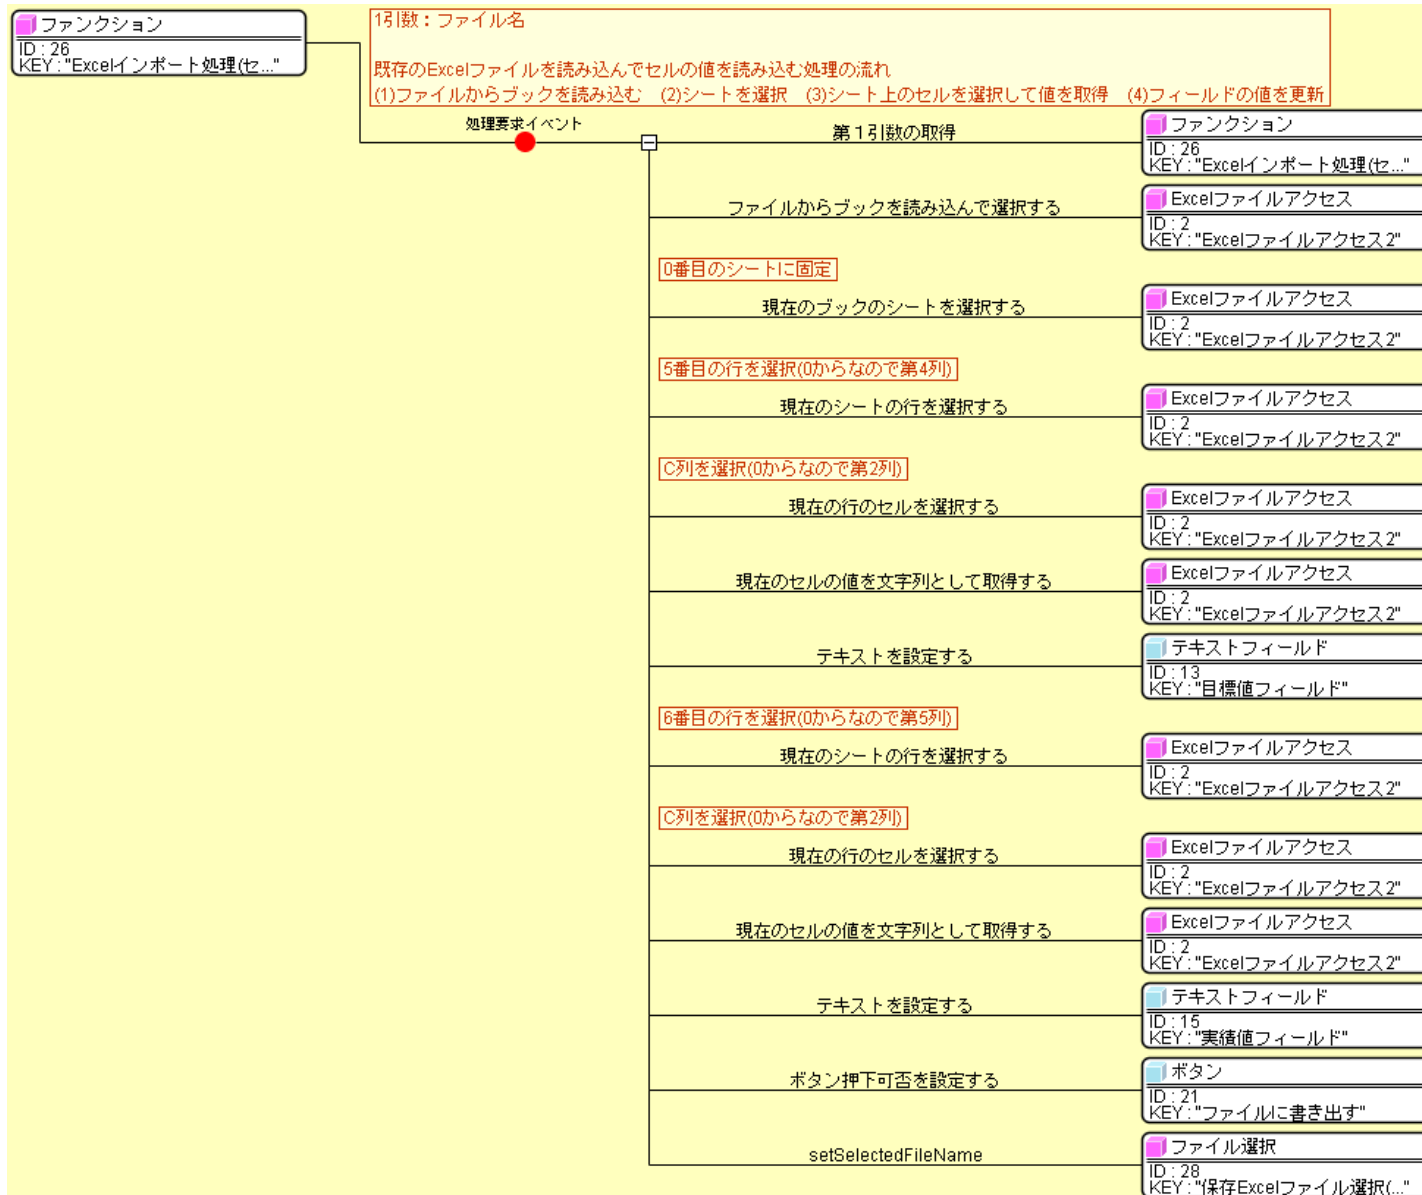 ファンクション
ID : 26
KEY : "Excelインポート処理(セ..."
1引数：ファイル名
既存のExcelファイルを読み込んでセルの値を読み込む処理の流れ
(1)ファイルからブックを読み込む　(2)シートを選択　(3)シート上のセルを選択して値を取得　(4)フィールドの値を更新
処理要求イベント
第１引数の取得
ファンクション
ID : 26
KEY : "Excelインポート処理(セ..."
ファイルからブックを読み込んで選択する
Excelファイルアクセス
ID : 2
KEY : "Excelファイルアクセス2"
0番目のシートに固定
現在のブックのシートを選択する
Excelファイルアクセス
ID : 2
KEY : "Excelファイルアクセス2"
5番目の行を選択(0からなので第4列)
現在のシートの行を選択する
Excelファイルアクセス
ID : 2
KEY : "Excelファイルアクセス2"
C列を選択(0からなので第2列)
現在の行のセルを選択する
Excelファイルアクセス
ID : 2
KEY : "Excelファイルアクセス2"
現在のセルの値を文字列として取得する
Excelファイルアクセス
ID : 2
KEY : "Excelファイルアクセス2"
テキストを設定する
テキストフィールド
ID : 13
KEY : "目標値フィールド"
6番目の行を選択(0からなので第5列)
現在のシートの行を選択する
Excelファイルアクセス
ID : 2
KEY : "Excelファイルアクセス2"
C列を選択(0からなので第2列)
現在の行のセルを選択する
Excelファイルアクセス
ID : 2
KEY : "Excelファイルアクセス2"
現在のセルの値を文字列として取得する
Excelファイルアクセス
ID : 2
KEY : "Excelファイルアクセス2"
テキストを設定する
テキストフィールド
ID : 15
KEY : "実績値フィールド"
ボタン押下可否を設定する
ボタン
ID : 21
KEY : "ファイルに書き出す"
setSelectedFileName
ファイル選択
ID : 28
KEY : "保存Excelファイル選択(..."